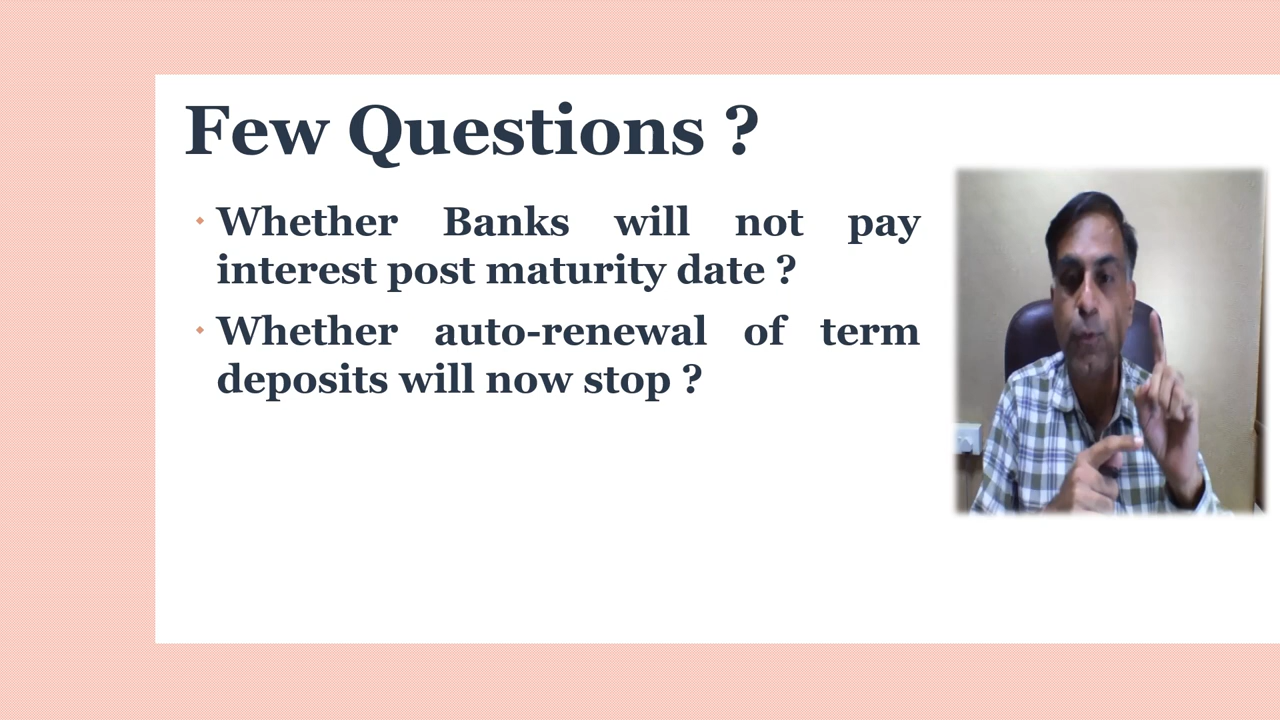 Few Questions ?
Whether Banks will not pay
interest post maturity date ?
Whether auto-renewal of term
deposits will now stop ?